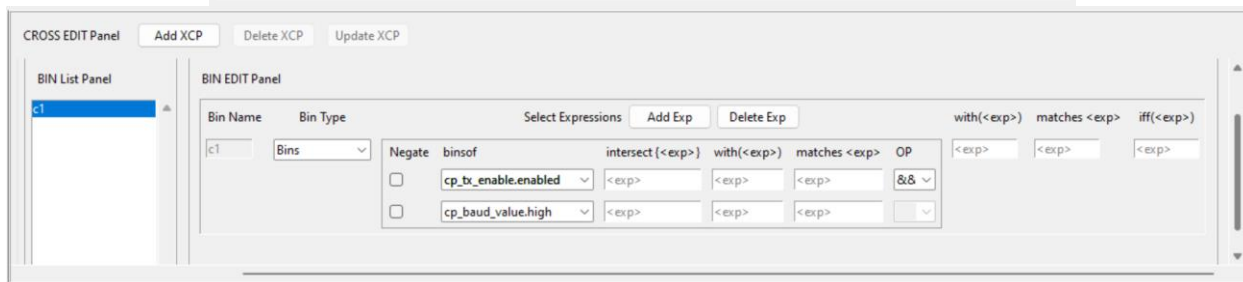 CROSS EDIT Panel Add XCP Delete XCP Update XCP
BIN List Panel BIN EDIT Panel
c1
Bin Name Bin Type Select Expressions Add Exp Delete Exp with(<exp>) matches <exp> iff(<exp>)
c1 Bins <exp> <exp> <exp>
Negate binsof intersect {<exp>} with(<exp>) matches <exp> OP
cp_tx_enable.enabled <exp> <exp> <exp> &&
cp_baud_value.high <exp> <exp> <exp>